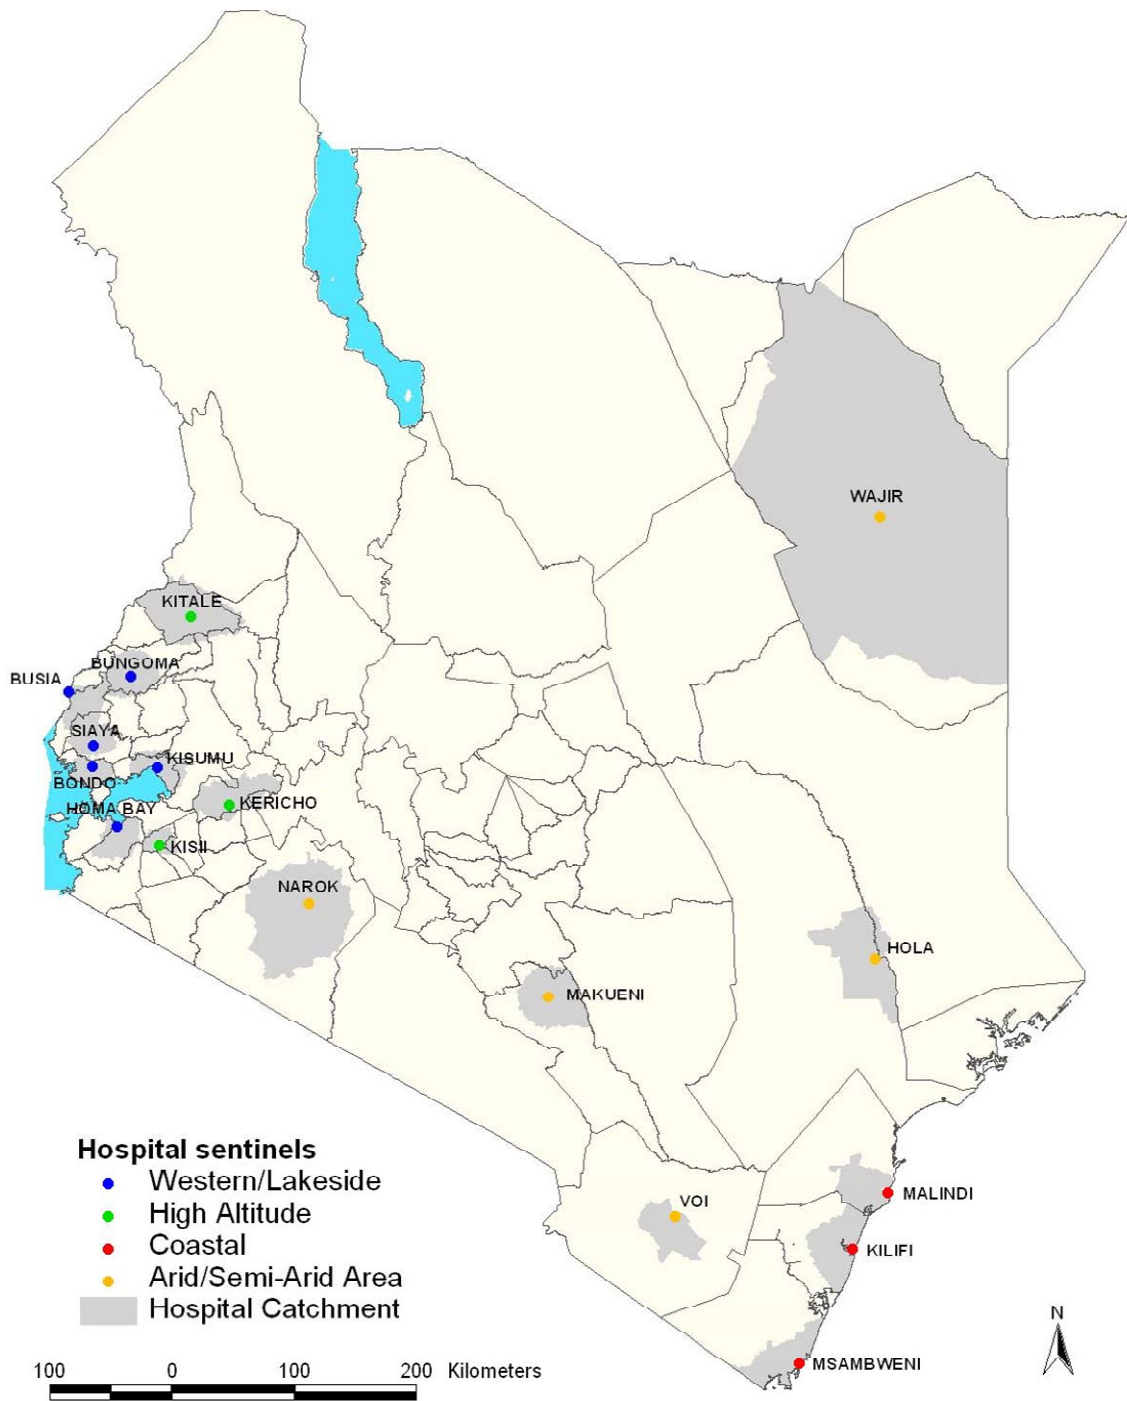 WAJIR
KITALE
BUNGOMA
BUSIA
SIAYA
KISUMU
BONDO
HOMA BAY
KERICHO
KISII
NAROK
HOLA
MAKUENI
VOI
MALINDI
KILIFI
MSAMBWENI
Hospital sentinels
Western/Lakeside
High Altitude
Coastal
Arid/Semi-Arid Area
Hospital Catchment
N
100 0 100 200 Kilometers